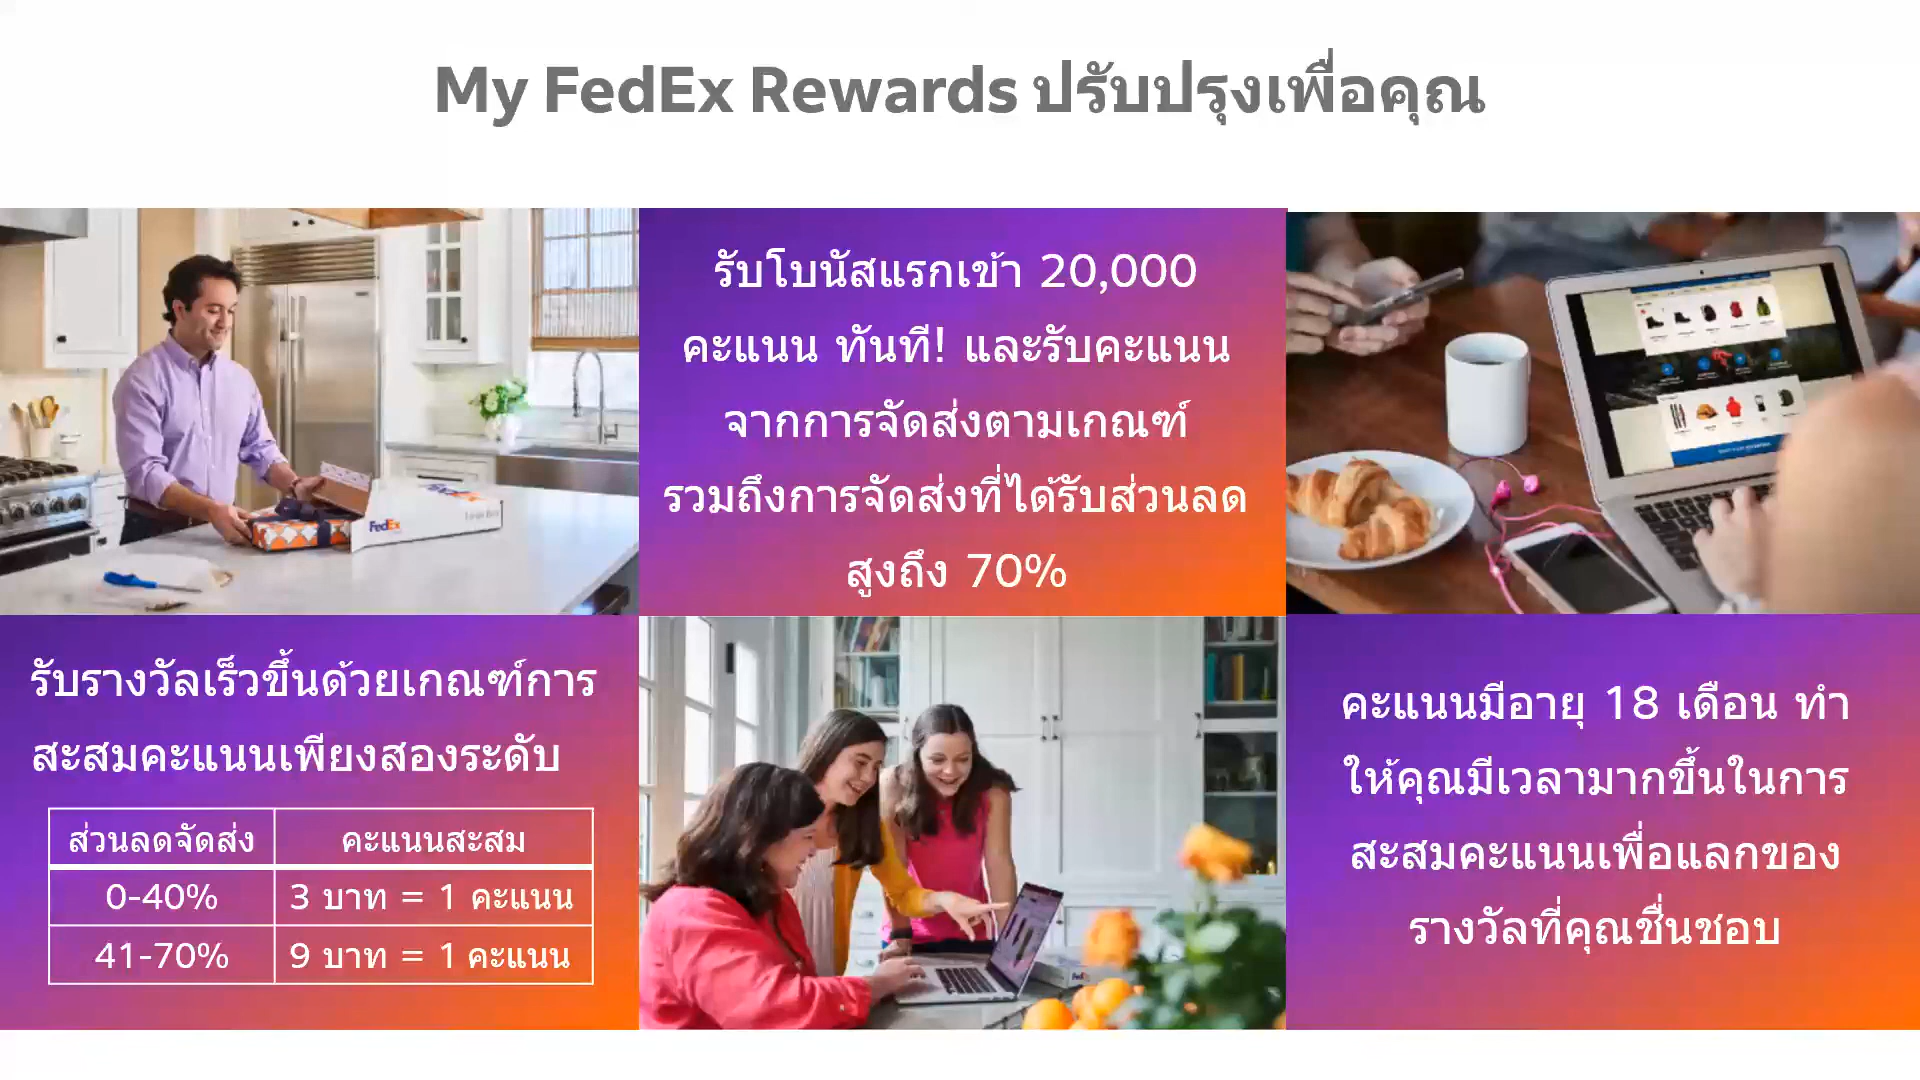 My FedEx Rewards ปรับปรุงเพื่อคุณ
รับโบนัสแรกเข้า 20,000
คะแนน ทันที! และรับคะแนน
จากการจัดส่งตามเกณฑ์
รวมถึงการจัดส่งที่ได้รับส่วนลด
สูงถึง 70%
FedEx
FedEx
รับรางวัลเร็วขึ้นด้วยเกณฑ์การ
สะสมคะแนนเพียงสองระดับ
ส่วนลดจัดส่ง คะแนนสะสม
0-40% 3 บาท = 1 คะแนน
41-70% 9 บาท = 1 คะแนน
FedEx
คะแนนมีอายุ 18 เดือน ทำ
ให้คุณมีเวลามากขึ้นในการ
สะสมคะแนนเพื่อแลกของ
รางวัลที่คุณชื่นชอบ